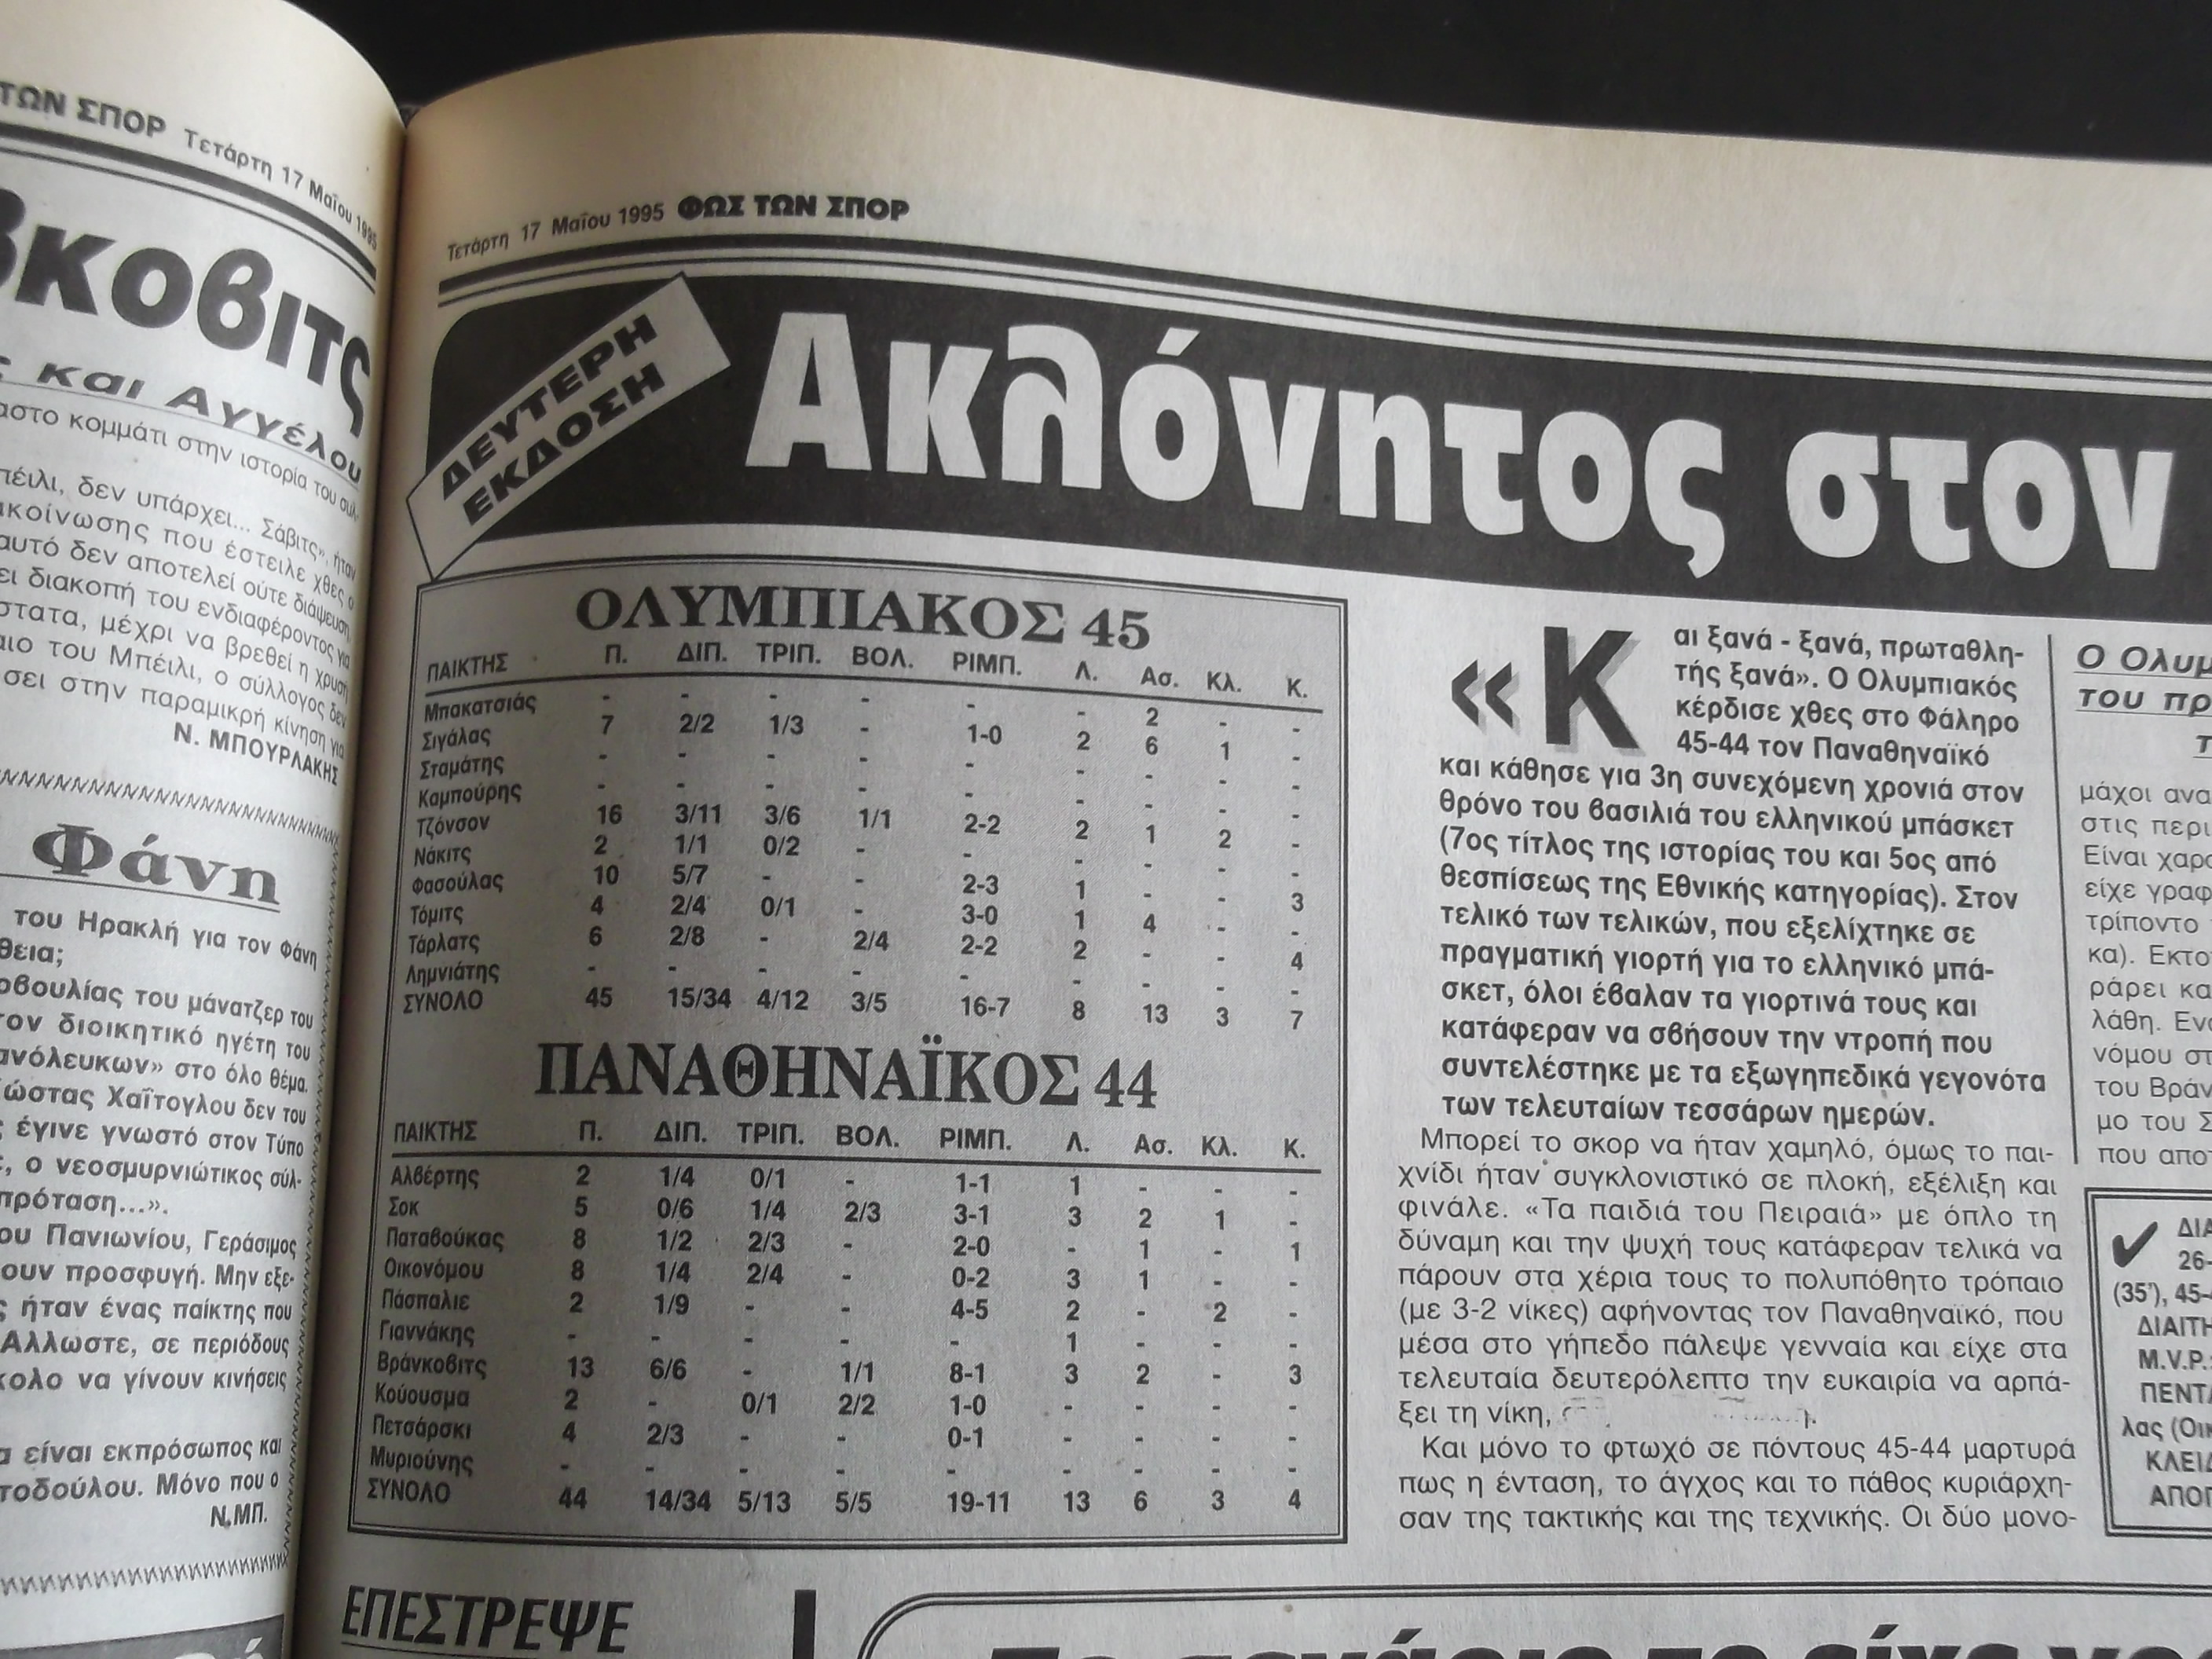 ΤΩΝ ΣΠΟΡ Τετάρτη 17 Μαΐου 1995
βκοβιτς
ς και Αγγέλου
αστο κομμάτι στην ιστορία του συλ-
πέιλι, δεν υπάρχει... Σάβιτς», ήταν
ακοίνωσης που έστειλε χθες ο
αυτό δεν αποτελεί ούτε διάψευση,
ει διακοπή του ενδιαφέροντος για
στατα, μέχρι να βρεθεί η χρυσή
αιο του Μπέιλι, ο σύλλογος δεν
σει στην παραμικρή κίνηση για
Ν. ΜΠΟΥΡΛΑΚΗΣ
Φάνη
του Ηρακλή για τον Φάνη
θεια;
οβουλίας του μάνατζερ του
τον διοικητικό ηγέτη του
ανόλευκων» στο όλο θέμα.
ώστας Χαΐτογλου δεν του
ς έγινε γνωστό στον Τύπο
ς, ο νεοσμυρνιώτικος σύλ-
πρόταση...».
ου Πανιωνίου, Γεράσιμος
ουν προσφυγή. Μην εξε-
ς ήταν ένας παίκτης που
Αλλωστε, σε περιόδους
κολο να γίνουν κινήσεις
α είναι εκπρόσωπος και
τοδούλου. Μόνο που ο
Ν.ΜΠ.
Τετάρτη 17 Μαΐου 1995 ΦΩΣ ΤΩΝ ΣΠΟΡ
ΔΕΥΤΕΡΗ
ΕΚΔΟΣΗ
Ακλόνητος στον
ΟΛΥΜΠΙΑΚΟΣ 45
ΠΑΙΚΤΗΣ Π. ΔΙΠ. ΤΡΙΠ. ΒΟΛ. ΡΙΜΠ. Λ. Ασ. Κλ. Κ.
Μπακατσιάς - - - - - - 2 - -
Σιγάλας 7 2/2 1/3 - 1-0 2 6 1 -
Σταμάτης - - - - - - - - -
Καμπούρης - - - - - - - - -
Τζόνσον 16 3/11 3/6 1/1 2-2 2 1 2 -
Νάκιτς 2 1/1 0/2 - - - - - -
Φασούλας 10 5/7 - - 2-3 1 - - 3
Τόμιτς 4 2/4 0/1 - 3-0 1 4 - -
Τάρλατς 6 2/8 - 2/4 2-2 2 - - 4
Λημνιάτης - - - - - - - - -
ΣΥΝΟΛΟ 45 15/34 4/12 3/5 16-7 8 13 3 7
ΠΑΝΑΘΗΝΑΪΚΟΣ 44
ΠΑΙΚΤΗΣ Π. ΔΙΠ. ΤΡΙΠ. ΒΟΛ. ΡΙΜΠ. Λ. Ασ. Κλ. Κ.
Αλβέρτης 2 1/4 0/1 - 1-1 1 - - -
Σοκ 5 0/6 1/4 2/3 3-1 3 2 1 -
Παταβούκας 8 1/2 2/3 - 2-0 - 1 - 1
Οικονόμου 8 1/4 2/4 - 0-2 3 1 - -
Πάσπαλιε 2 1/9 - - 4-5 2 - 2 -
Γιαννάκης - - - - - 1 - - -
Βράνκοβιτς 13 6/6 - 1/1 8-1 3 2 - 3
Κούουσμα 2 - 0/1 2/2 1-0 - - - -
Πετσάρσκι 4 2/3 - - 0-1 - - - -
Μυριούνης - - - - - - - - -
ΣΥΝΟΛΟ 44 14/34 5/13 5/5 19-11 13 6 3 4
ΕΠΕΣΤΡΕΨΕ
«Και ξανά - ξανά, πρωταθλη-
τής ξανά». Ο Ολυμπιακός
κέρδισε χθες στο Φάληρο
45-44 τον Παναθηναϊκό
και κάθησε για 3η συνεχόμενη χρονιά στον
θρόνο του βασιλιά του ελληνικού μπάσκετ
(7ος τίτλος της ιστορίας του και 5ος από
θεσπίσεως της Εθνικής κατηγορίας). Στον
τελικό των τελικών, που εξελίχτηκε σε
πραγματική γιορτή για το ελληνικό μπά-
σκετ, όλοι έβαλαν τα γιορτινά τους και
κατάφεραν να σβήσουν την ντροπή που
συντελέστηκε με τα εξωγηπεδικά γεγονότα
των τελευταίων τεσσάρων ημερών.
Μπορεί το σκορ να ήταν χαμηλό, όμως το παι-
χνίδι ήταν συγκλονιστικό σε πλοκή, εξέλιξη και
φινάλε. «Τα παιδιά του Πειραιά» με όπλο τη
δύναμη και την ψυχή τους κατάφεραν τελικά να
πάρουν στα χέρια τους το πολυπόθητο τρόπαιο
(με 3-2 νίκες) αφήνοντας τον Παναθηναϊκό, που
μέσα στο γήπεδο πάλεψε γενναία και είχε στα
τελευταία δευτερόλεπτα την ευκαιρία να αρπά-
ξει τη νίκη,
Και μόνο το φτωχό σε πόντους 45-44 μαρτυρά
πως η ένταση, το άγχος και το πάθος κυριάρχη-
σαν της τακτικής και της τεχνικής. Οι δύο μονο-
Ο Ολυμ
του πρ
τ
μάχοι ανα
στις περι
Είναι χαρα
είχε γραφ
τρίποντο
κα). Εκτο
ράρει κα
λάθη. Ενα
νόμου στ
του Βράν
μο του Σ
που αποτ
ΔΙΑ
26-
(35'), 45-4
ΔΙΑΙΤΗ
M.V.P.:
ΠΕΝΤΑ
λας (Οικ
ΚΛΕΙΔ
ΑΠΟΓ